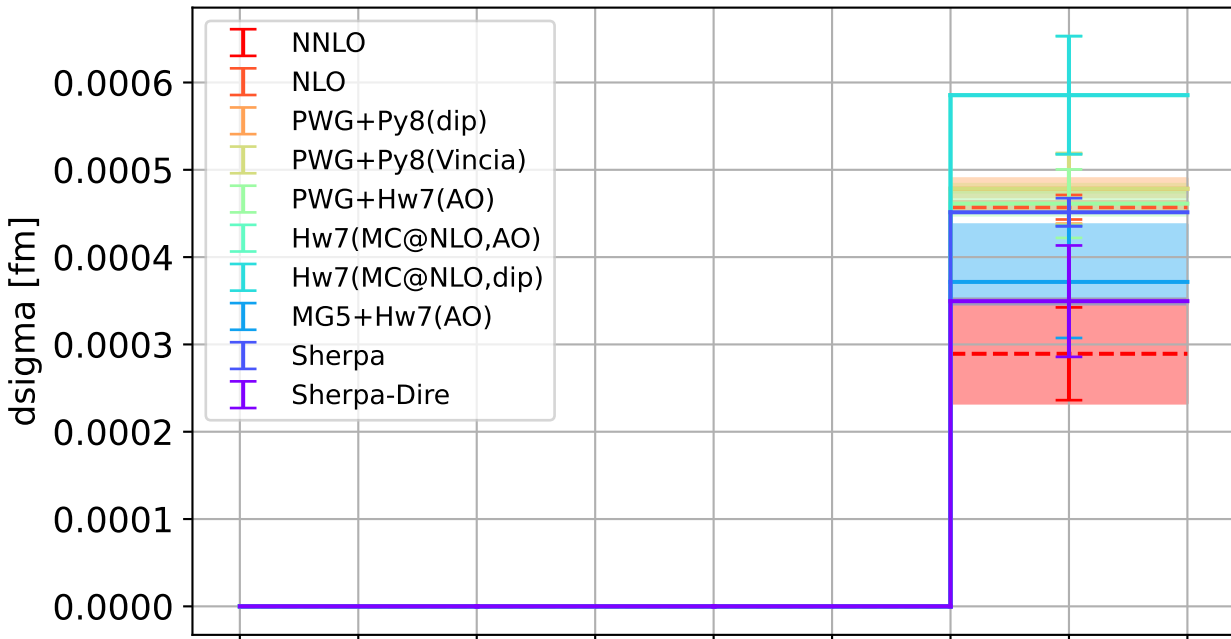 NNLO
NLO
PWG+Py8(dip)
PWG+Py8(Vincia)
PWG+Hw7(AO)
Hw7(MC@NLO,AO)
Hw7(MC@NLO,dip)
MG5+Hw7(AO)
Sherpa
Sherpa-Dire
0.0006
0.0005
0.0004
0.0003
0.0002
0.0001
0.0000
dsigma [fm]